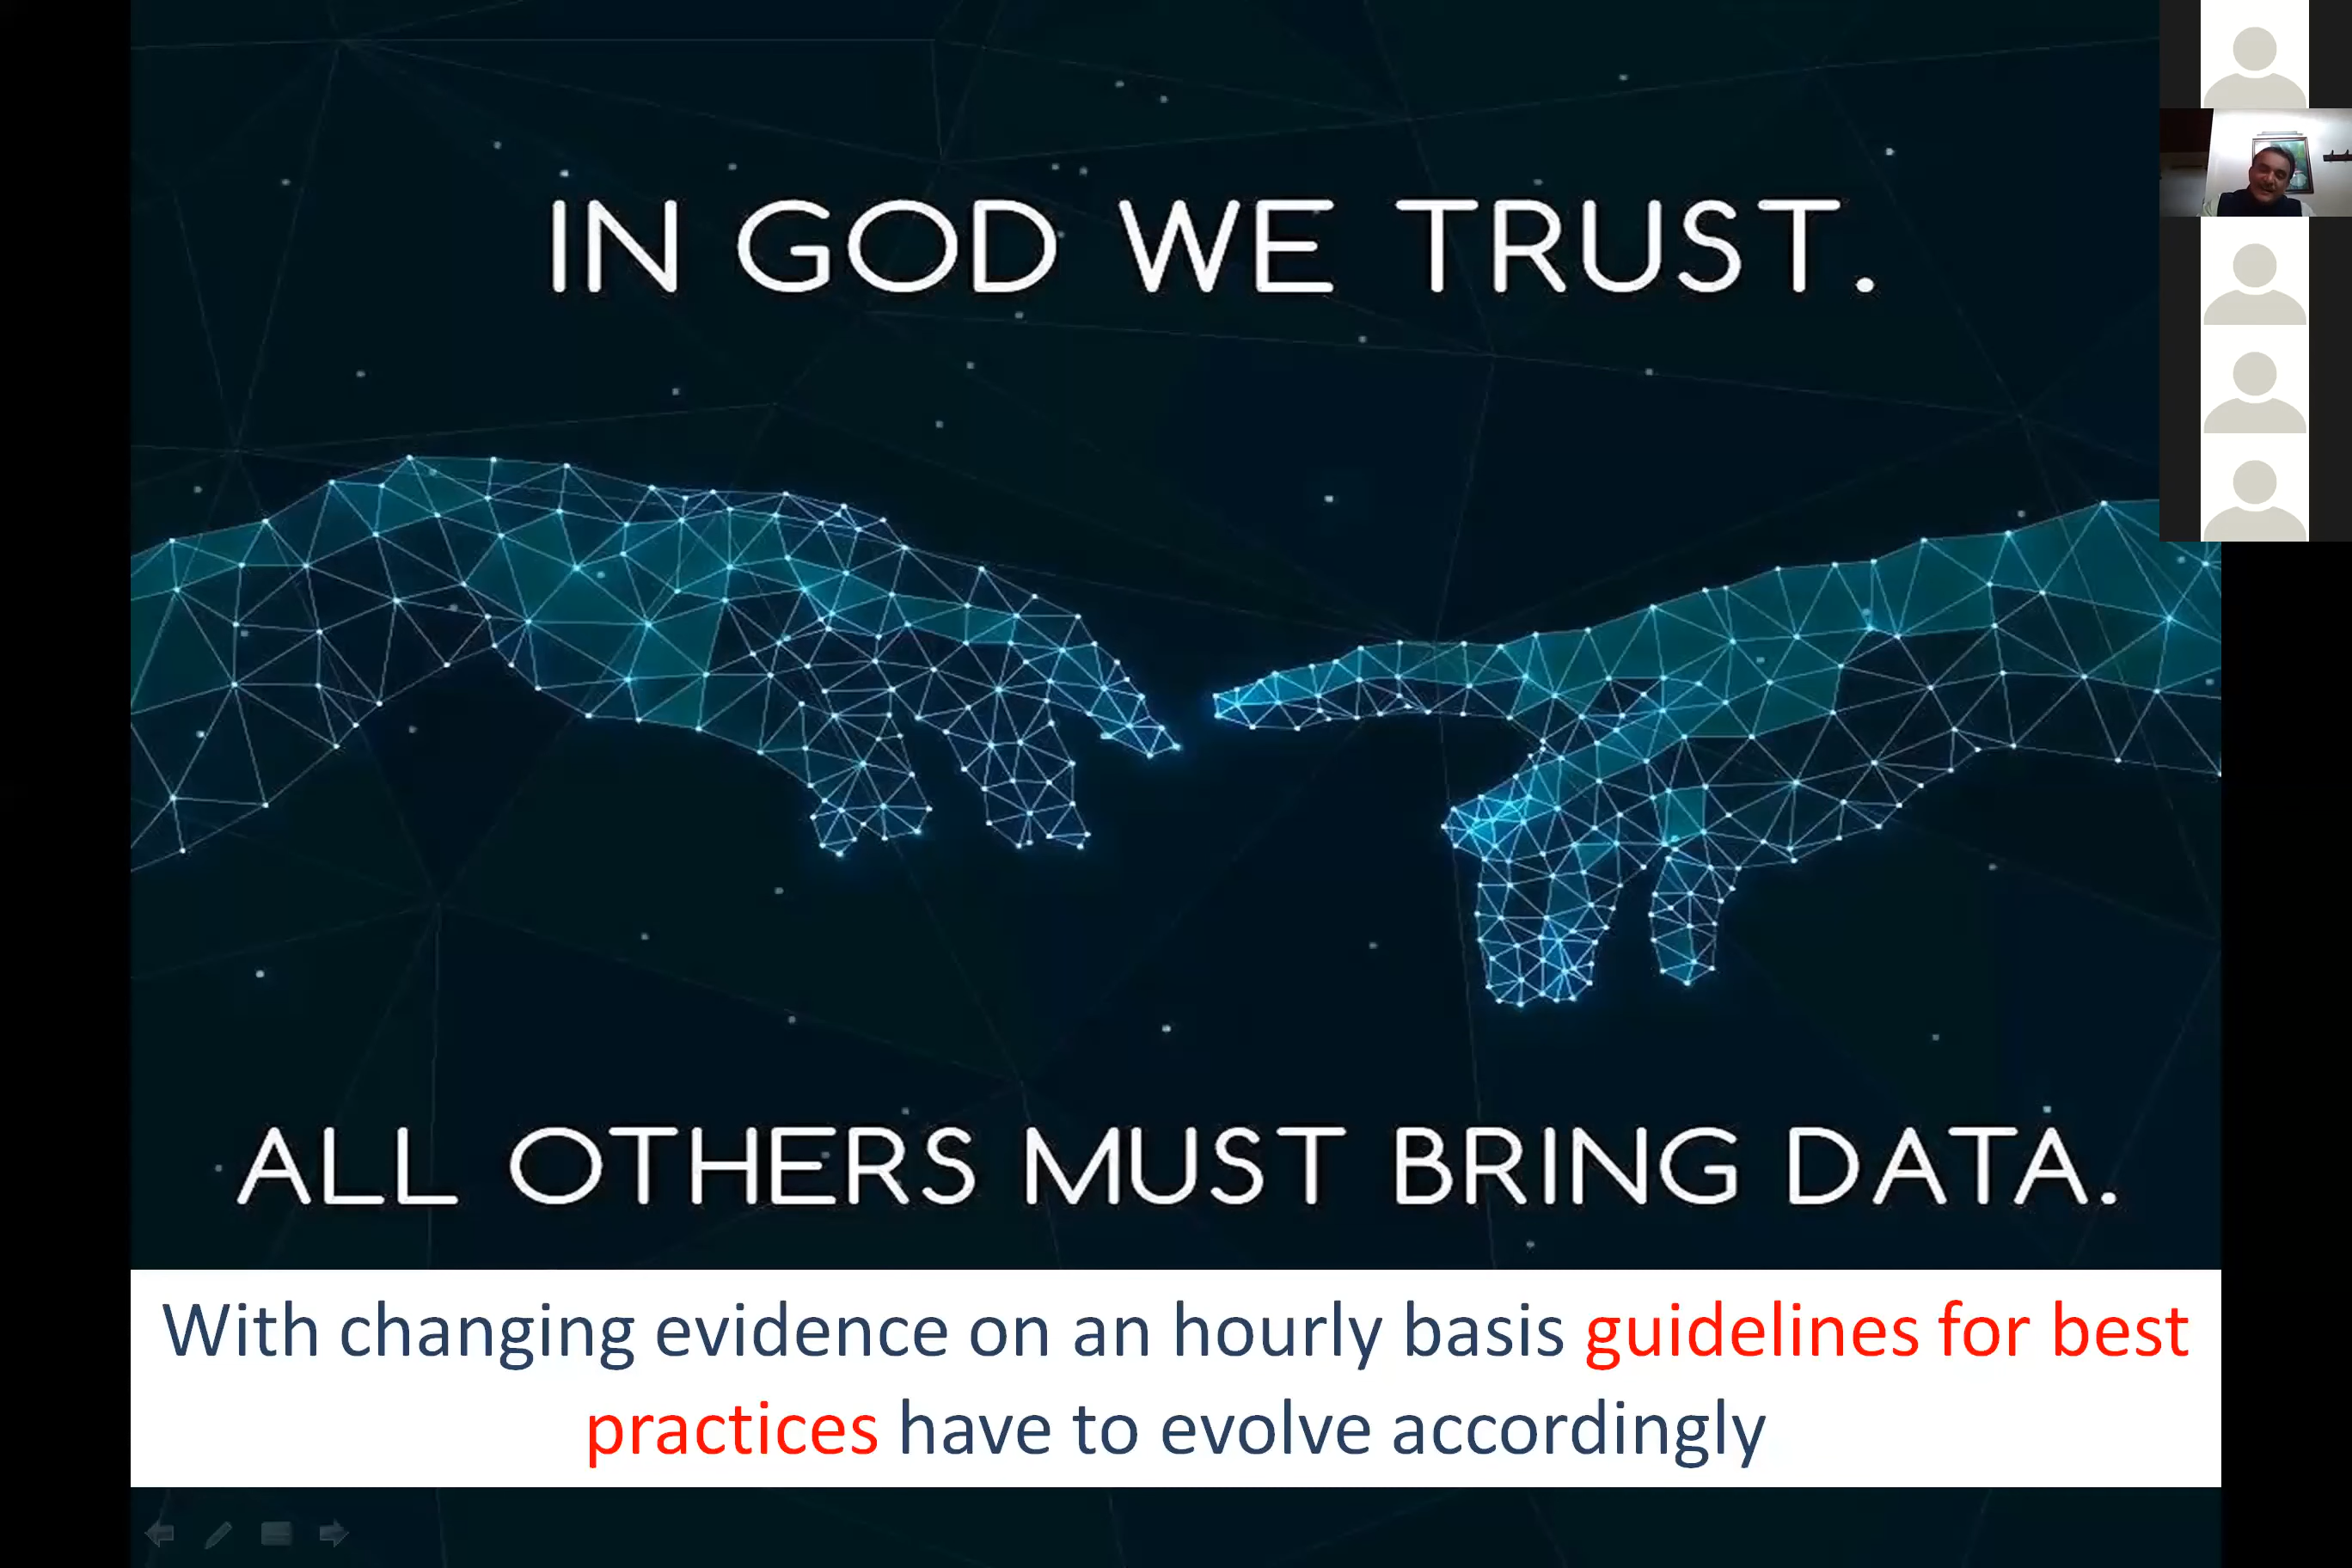 IN GOD WE TRUST.
ALL OTHERS MUST BRING DATA.
With changing evidence on an hourly basis guidelines for best
practices have to evolve accordingly